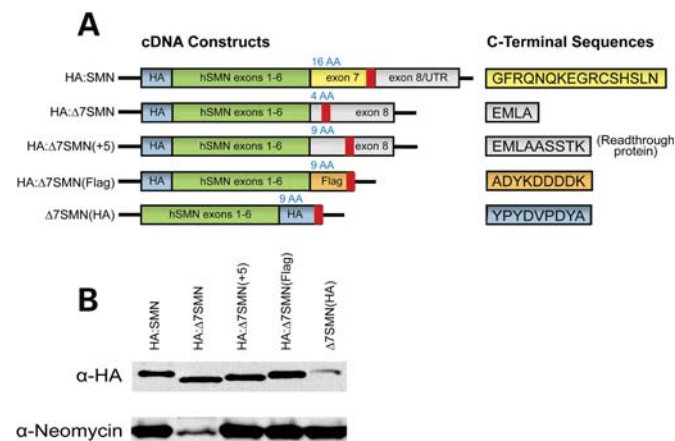 A
cDNA Constructs
C-Terminal Sequences
16 AA
HA:SMN
HA
hSMN exons 1-6
exon 7
exon 8/UTR
GFRQNQKEGRCSHSLN
4 AA
HA:Δ7SMN
HA
hSMN exons 1-6
exon 8
EMLA
9 AA
HA:Δ7SMN(+5)
HA
hSMN exons 1-6
exon 8
EMLAASSTK
(Readthrough
protein)
9 AA
HA:Δ7SMN(Flag)
HA
hSMN exons 1-6
Flag
ADYKDDDDK
9 AA
Δ7SMN(HA)
hSMN exons 1-6
HA
YPYDVPDYA
B
HA:SMN
HA:Δ7SMN
HA:Δ7SMN(+5)
HA:Δ7SMN(Flag)
Δ7SMN(HA)
α-HA
α-Neomycin